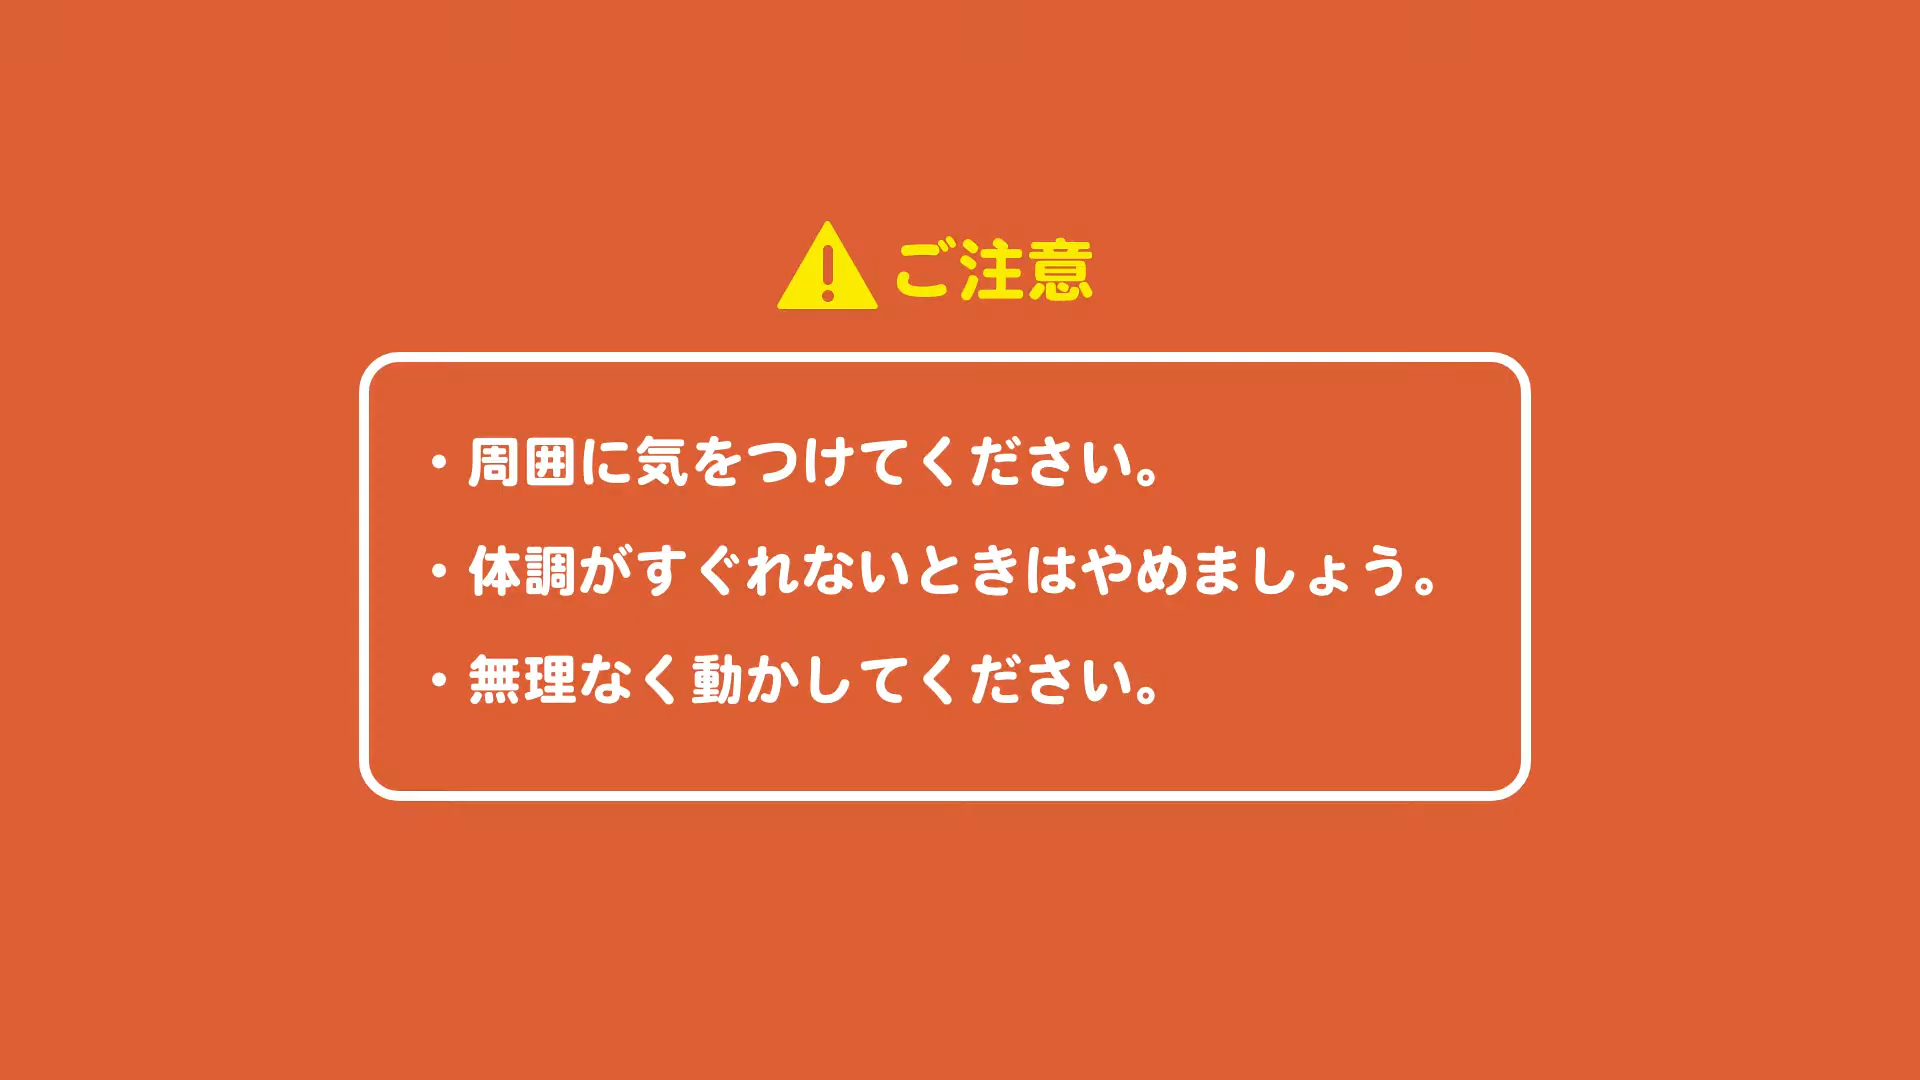 ご注意
・周囲に気をつけてください。
・体調がすぐれないときはやめましょう。
・無理なく動かしてください。